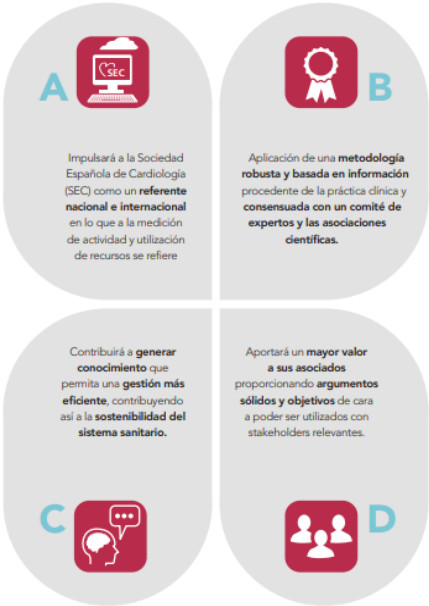 A
SEC
Impulsará a la Sociedad
Española de Cardiología
(SEC) como un referente
nacional e internacional
en lo que a la medición
de actividad y utilización
de recursos se refiere
B
Aplicación de una metodología
robusta y basada en información
procedente de la práctica clínica y
consensuada con un comité de
expertos y las asociaciones
científicas.
Contribuirá a generar
conocimiento que
permita una gestión más
eficiente, contribuyendo
así a la sostenibilidad del
sistema sanitario.
C
Aportará un mayor valor
a sus asociados
proporcionando argumentos
sólidos y objetivos de cara
a poder ser utilizados con
stakeholders relevantes.
D